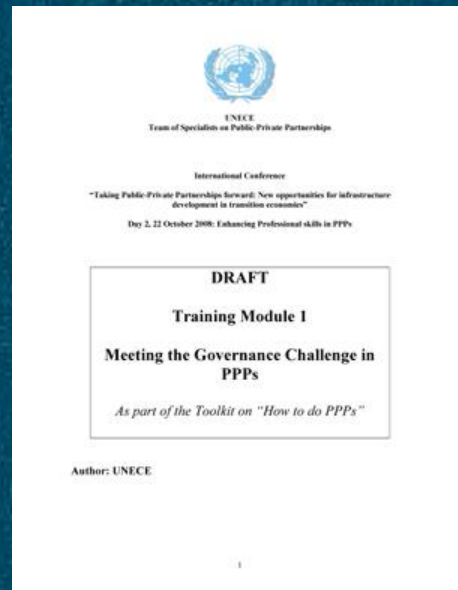 UNECE
Team of Specialists on Public-Private Partnerships
International Conference
“Taking Public-Private Partnerships forward: New opportunities for infrastructure
development in transition economies”
Day 2, 22 October 2008: Enhancing Professional skills in PPPs
DRAFT
Training Module 1
Meeting the Governance Challenge in
PPPs
As part of the Toolkit on “How to do PPPs”
Author: UNECE
1